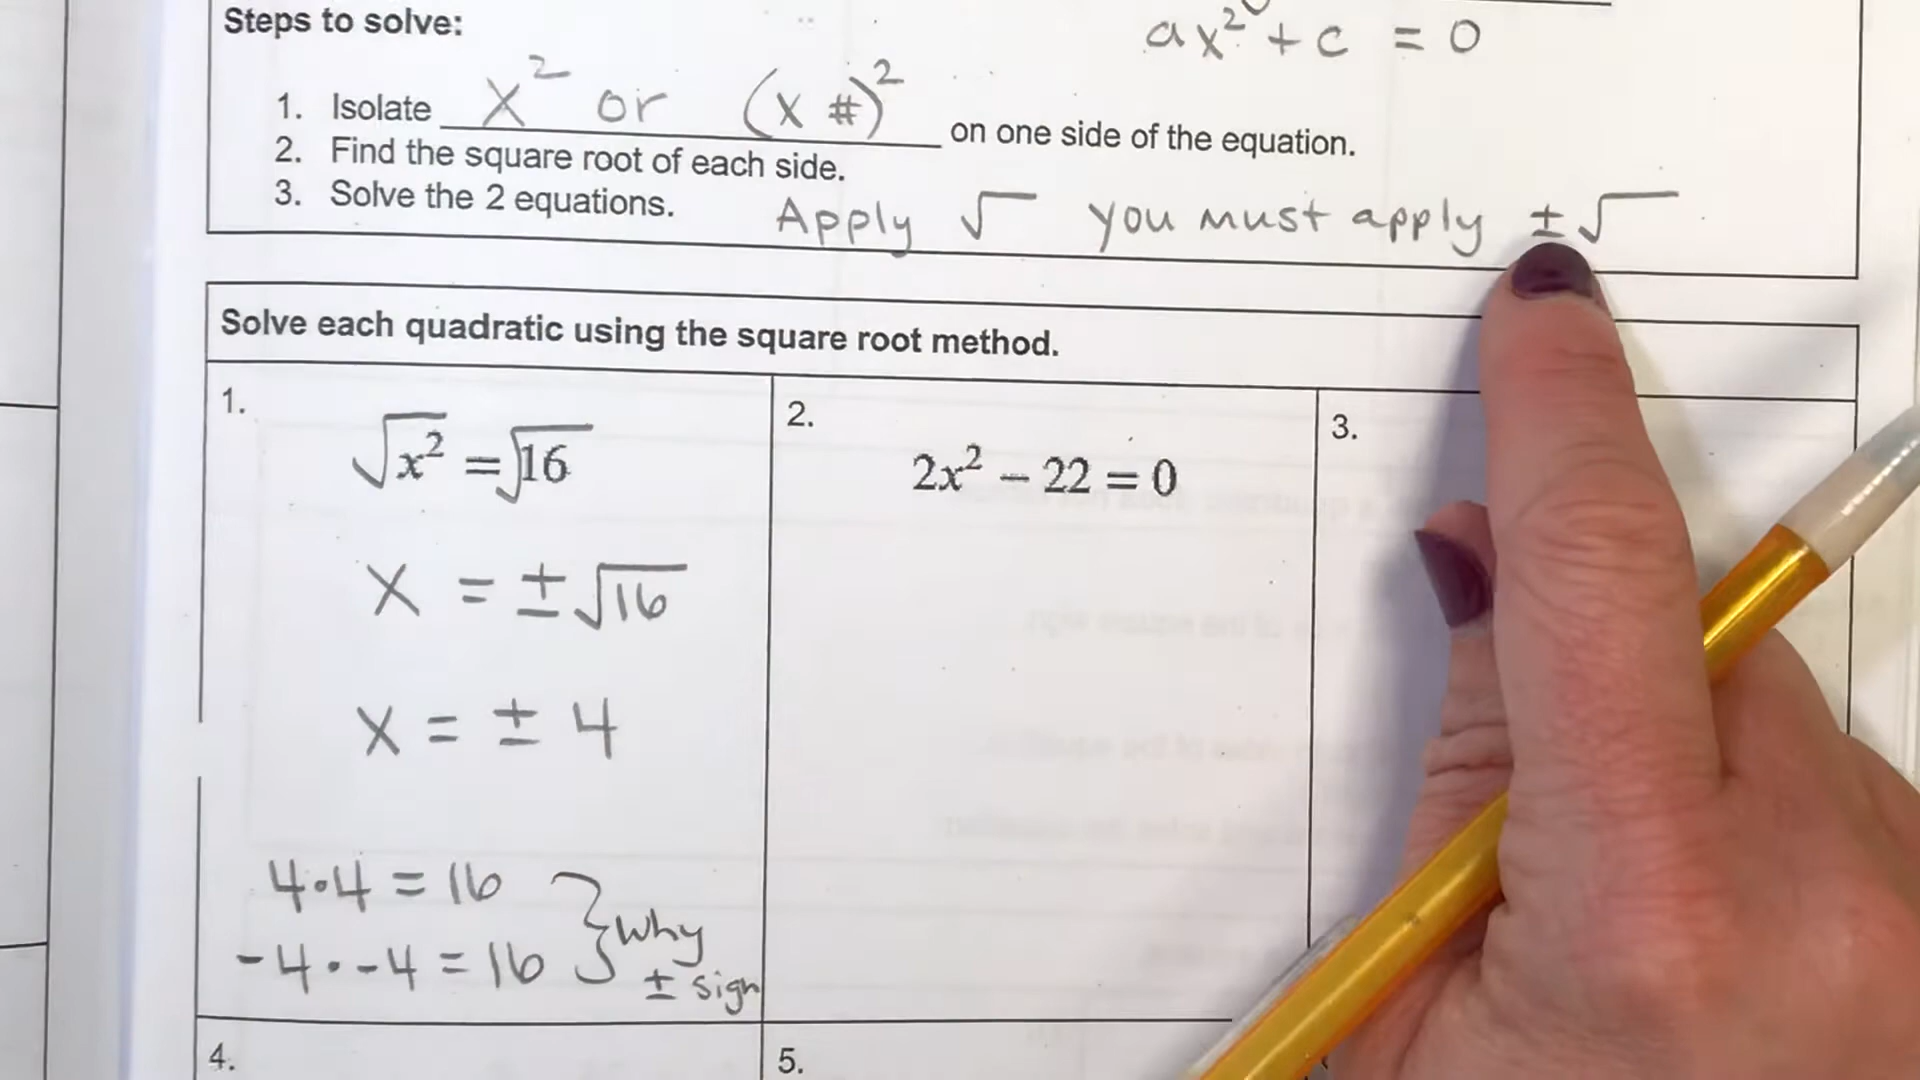 Steps to solve:
ax² + c = 0
1. Isolate x² or (x #)² on one side of the equation.
2. Find the square root of each side.
3. Solve the 2 equations. Apply √ you must apply ±√
Solve each quadratic using the square root method.
1.
√x² = √16
x = ±√16
x = ± 4
4·4 = 16
-4·-4 = 16
} why
± sign
2.
2x² – 22 = 0
3.
4.
5.